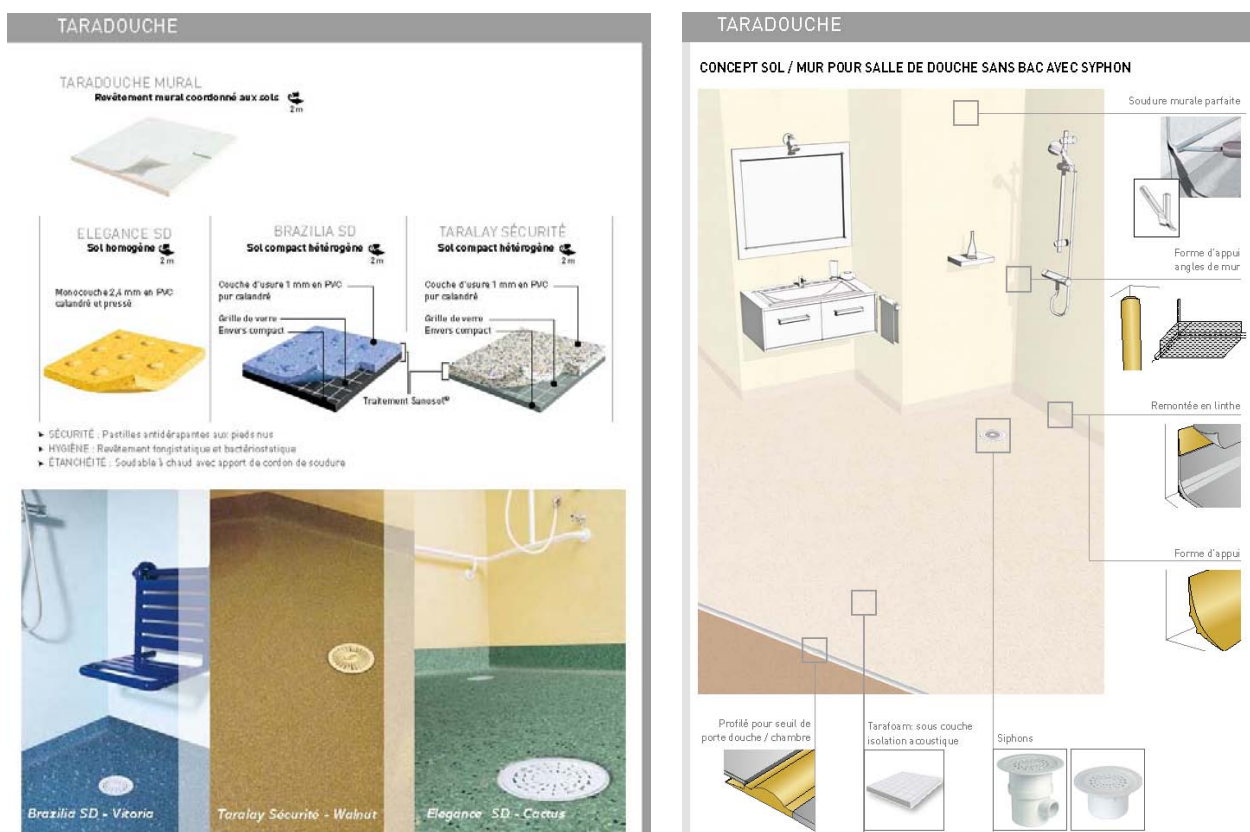 TARADOUCHE
TARADOUCHE MURAL
Revêtement mural coordonné aux sols
2 m
ELEGANCE SD
Sol homogène
2 m
Monocouche 2,4 mm en PVC
calandré et pressé
BRAZILIA SD
Sol compact hétérogène
2 m
Couche d'usure 1 mm en PVC
pur calandré
Grille de verre
Envers compact
TARALAY SÉCURITÉ
Sol compact hétérogène
2 m
Couche d'usure 1 mm en PVC
pur calandré
Grille de verre
Envers compact
Traitement Sanosol®
► SÉCURITÉ : Pastilles antidérapantes aux pieds nus
► HYGIÈNE : Revêtement fongistatique et bactériostatique
► ÉTANCHÉITÉ : Soudable à chaud avec apport de cordon de soudure
Brazilia SD - Vitoria
Taralay Sécurité - Walnut
Elegance SD - Cactus
TARADOUCHE
CONCEPT SOL / MUR POUR SALLE DE DOUCHE SANS BAC AVEC SYPHON
Soudure murale parfaite
Forme d'appui
angles de mur
Remontée en linthe
Forme d'appui
Profilé pour seuil de
porte douche / chambre
Tarafoam: sous couche
isolation acoustique
Siphons